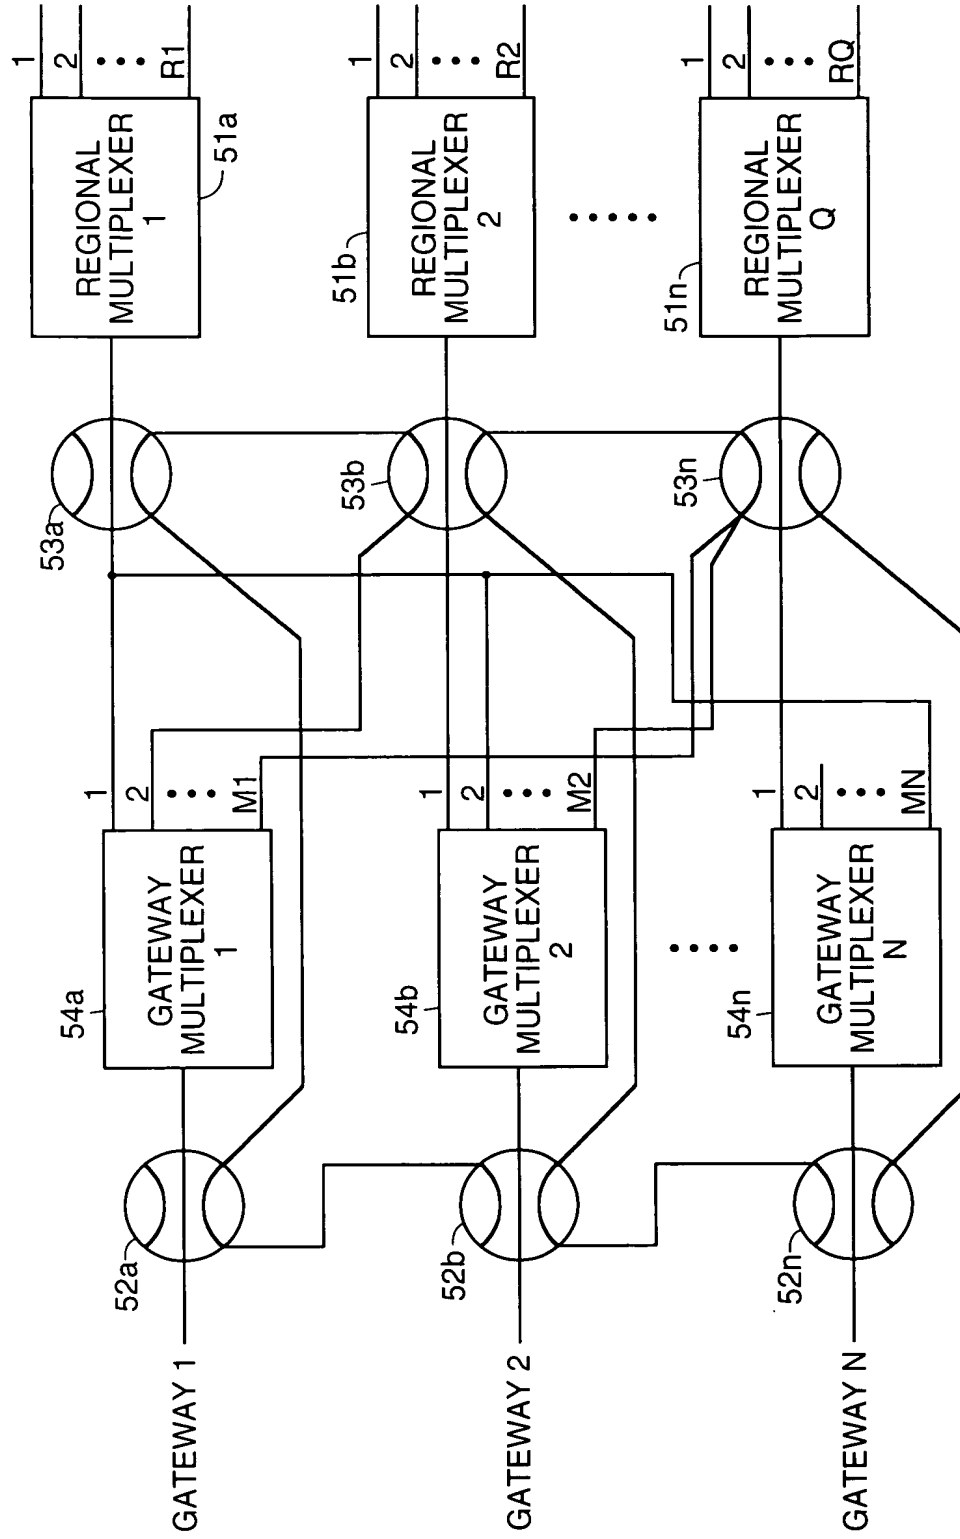 1
2
R1
REGIONAL
MULTIPLEXER
1
51a
53a
1
2
M1
GATEWAY
MULTIPLEXER
1
54a
52a
GATEWAY 1
1
2
R2
REGIONAL
MULTIPLEXER
2
51b
53b
1
2
M2
GATEWAY
MULTIPLEXER
2
54b
52b
GATEWAY 2
1
2
RQ
REGIONAL
MULTIPLEXER
Q
51n
53n
1
2
MN
GATEWAY
MULTIPLEXER
N
54n
52n
GATEWAY N